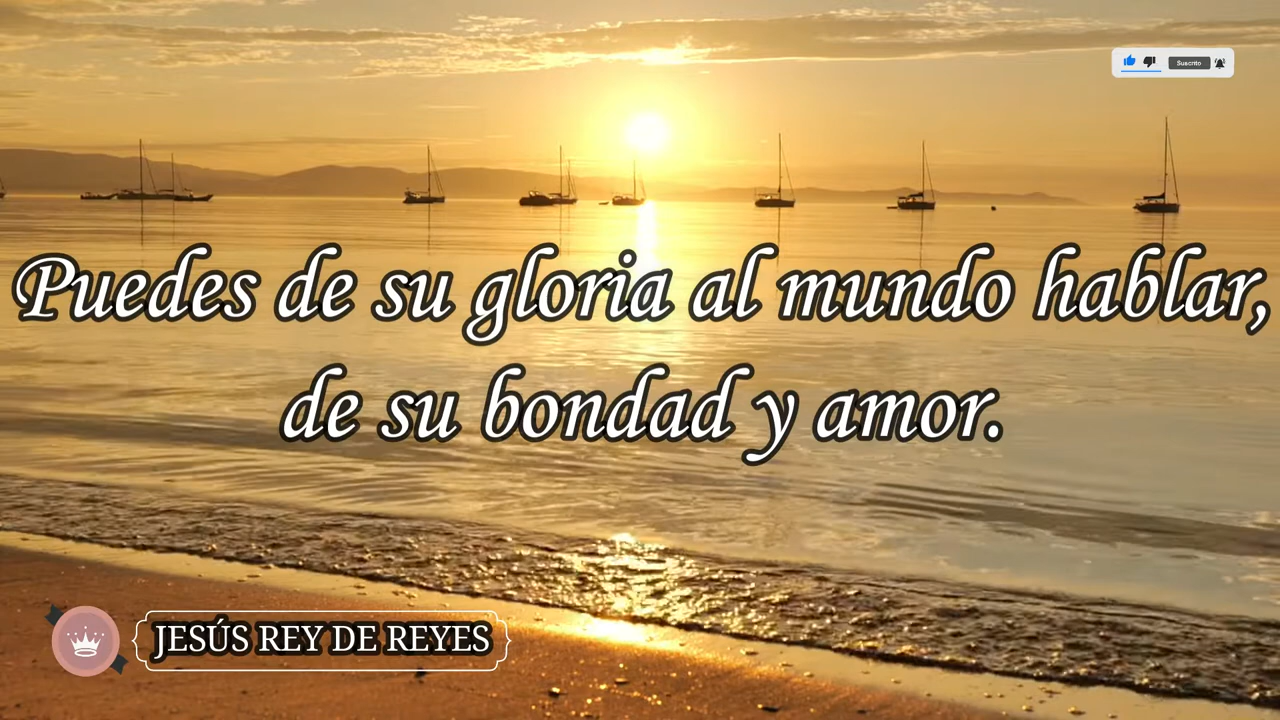 Suscrito
Puedes de su gloria al mundo hablar,
de su bondad y amor.
JESÚS REY DE REYES